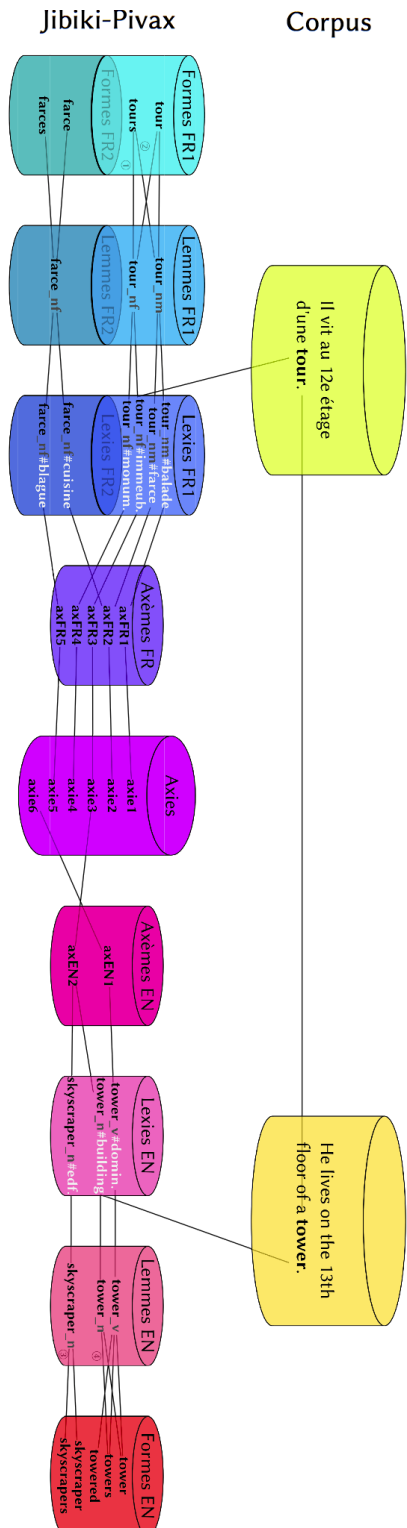 Corpus
Il vit au 12e étage
d'une tour.
He lives on the 13th
floor of a tower.
Jibiki-Pivax
Formes FR1
tour
②
tours
①
Formes FR2
farce
farces
Lemmes FR1
tour_nm
tour_nf
Lemmes FR2
farce_nf
Lexies FR1
tour_nm#balade
tour_nm#farce
tour_nf#immeub.
tour_nf#monum.
Lexies FR2
farce_nf#cuisine
farce_nf#blague
Axèmes FR
axFR1
axFR2
axFR3
axFR4
axFR5
Axies
axie1
axie2
axie3
axie4
axie5
axie6
Axèmes EN
axEN1
axEN2
Lexies EN
tower_v#domin.
tower_n#building
skyscraper_n#edf
Lemmes EN
tower_v
tower_n
④
skyscraper_n
③
Formes EN
tower
towers
towered
skyscraper
skyscrapers